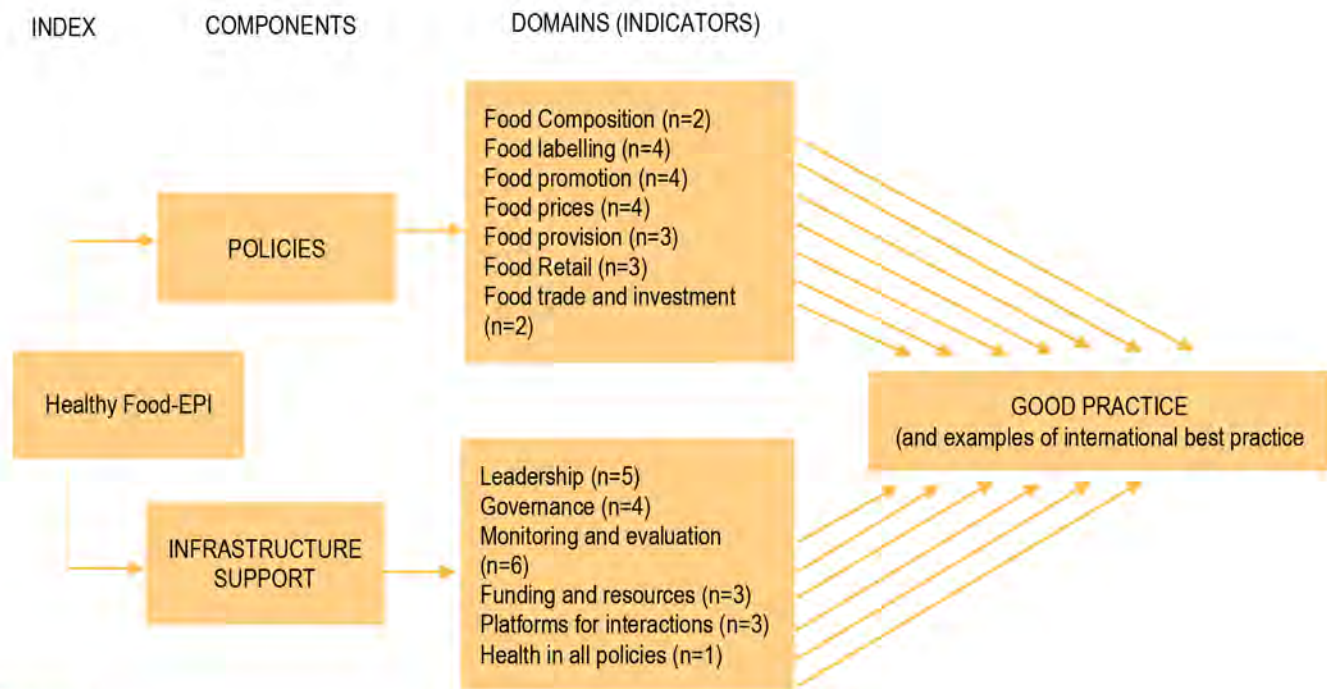 INDEX
COMPONENTS
DOMAINS (INDICATORS)
Food Composition (n=2)
Food labelling (n=4)
Food promotion (n=4)
Food prices (n=4)
Food provision (n=3)
Food Retail (n=3)
Food trade and investment
(n=2)
POLICIES
Healthy Food-EPI
GOOD PRACTICE
(and examples of international best practice
Leadership (n=5)
Governance (n=4)
Monitoring and evaluation
(n=6)
Funding and resources (n=3)
Platforms for interactions (n=3)
Health in all policies (n=1)
INFRASTRUCTURE
SUPPORT